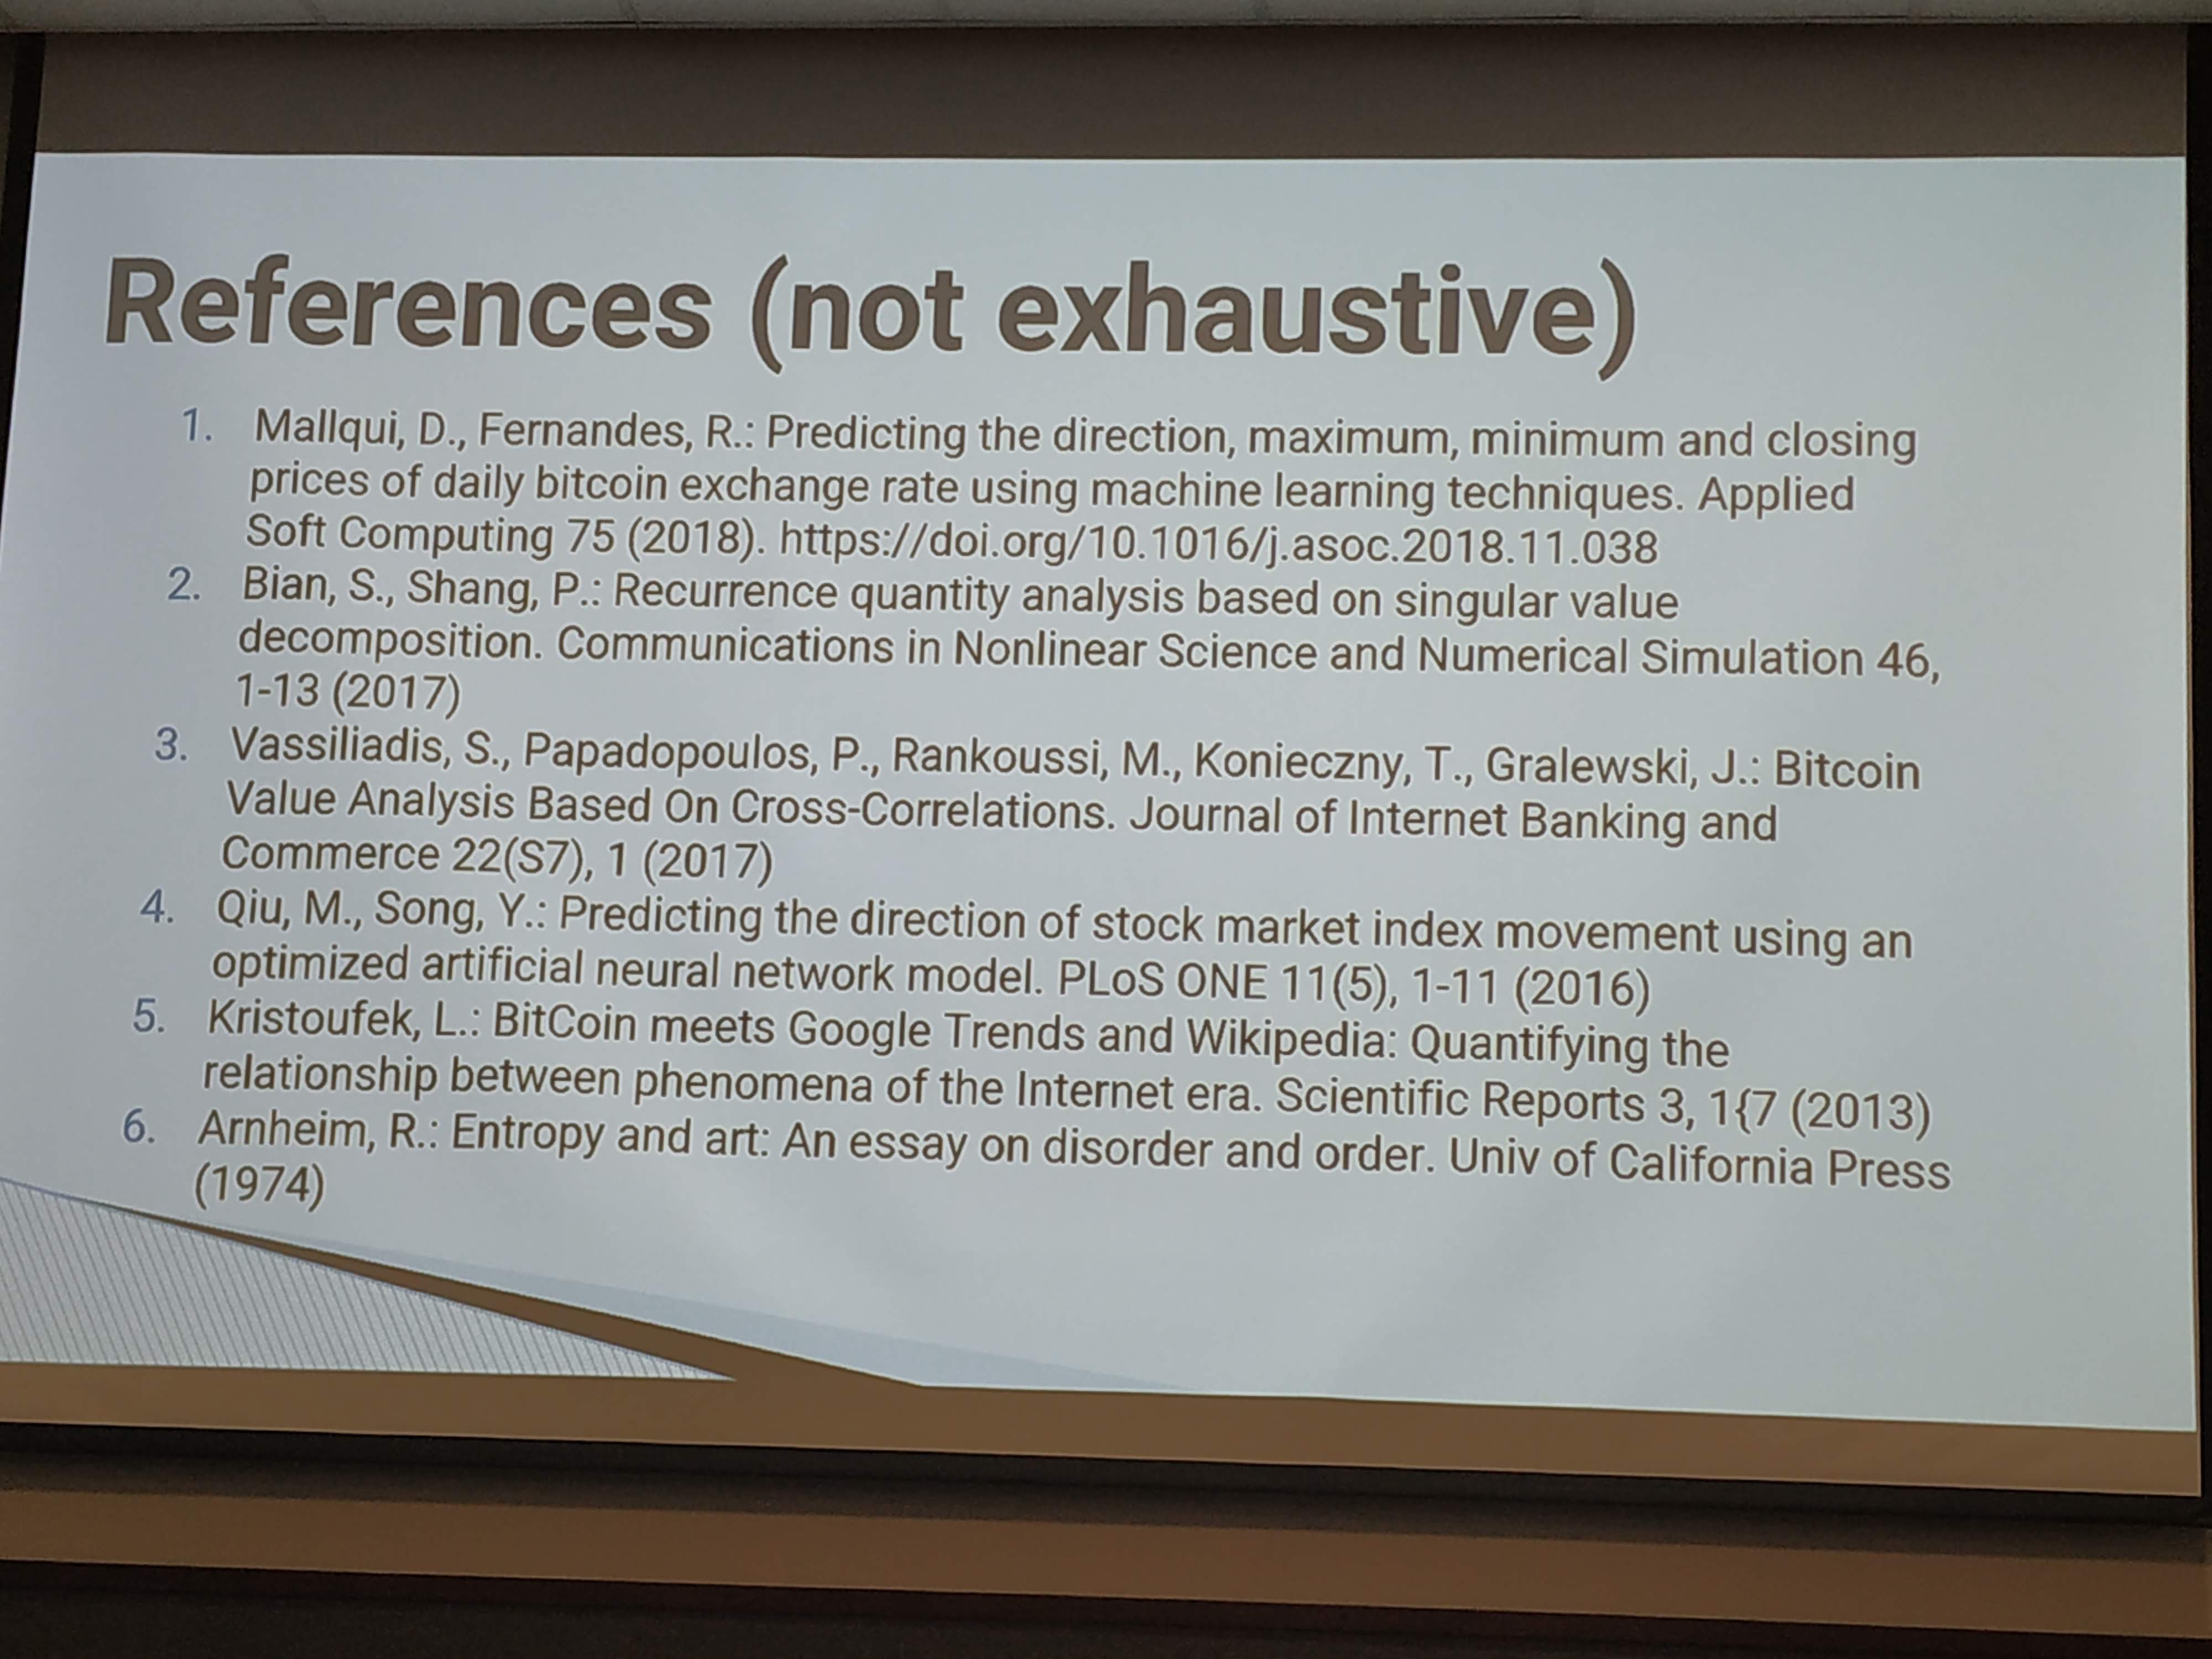 References (not exhaustive)
1. Mallqui, D., Fernandes, R.: Predicting the direction, maximum, minimum and closing
prices of daily bitcoin exchange rate using machine learning techniques. Applied
Soft Computing 75 (2018). https://doi.org/10.1016/j.asoc.2018.11.038
2. Bian, S., Shang, P.: Recurrence quantity analysis based on singular value
decomposition. Communications in Nonlinear Science and Numerical Simulation 46,
1-13 (2017)
3. Vassiliadis, S., Papadopoulos, P., Rankoussi, M., Konieczny, T., Gralewski, J.: Bitcoin
Value Analysis Based On Cross-Correlations. Journal of Internet Banking and
Commerce 22(S7), 1 (2017)
4. Qiu, M., Song, Y.: Predicting the direction of stock market index movement using an
optimized artificial neural network model. PLoS ONE 11(5), 1-11 (2016)
5. Kristoufek, L.: BitCoin meets Google Trends and Wikipedia: Quantifying the
relationship between phenomena of the Internet era. Scientific Reports 3, 1{7 (2013)
6. Arnheim, R.: Entropy and art: An essay on disorder and order. Univ of California Press
(1974)